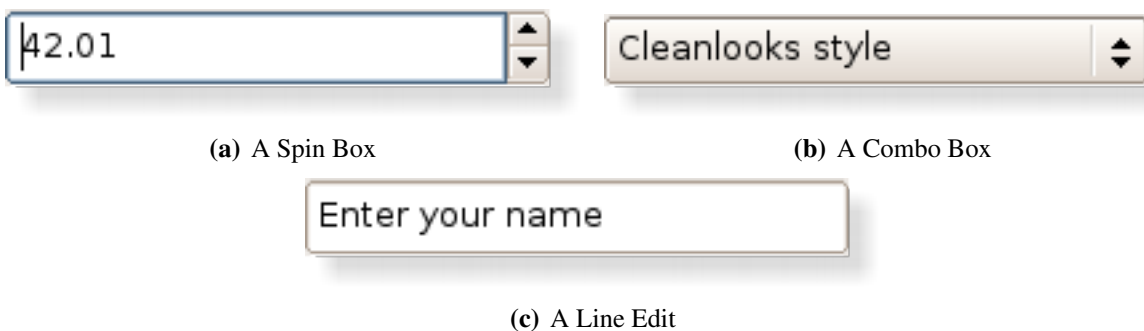 42.01
Cleanlooks style
(a) A Spin Box
(b) A Combo Box
Enter your name
(c) A Line Edit